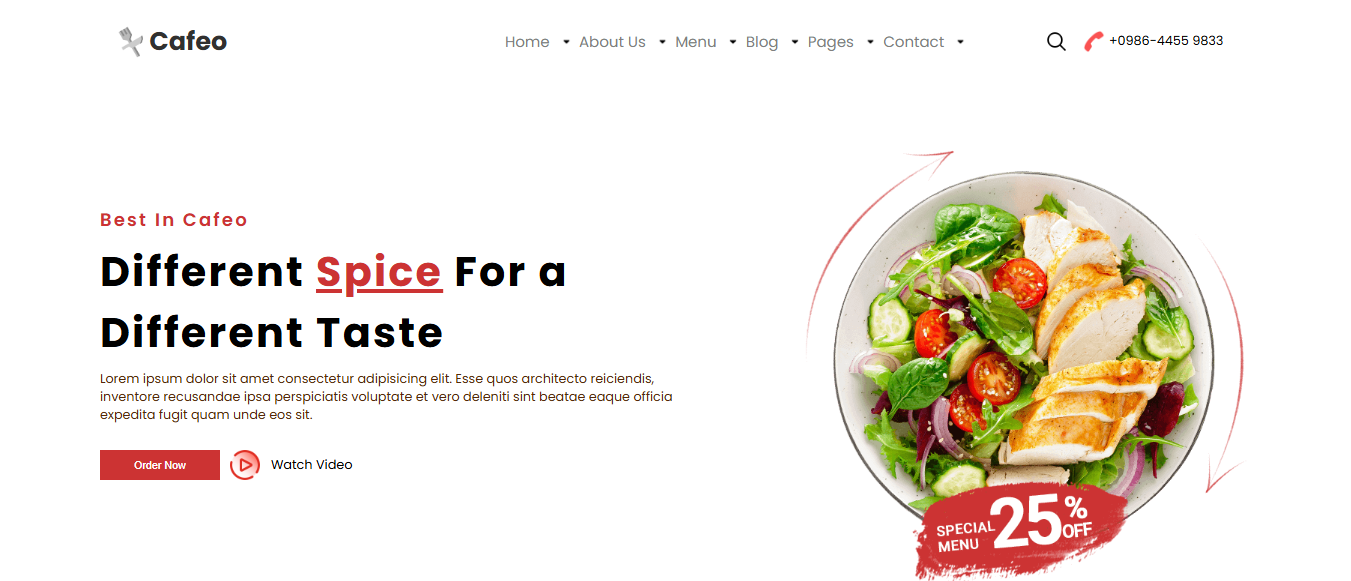 Cafeo
Home About Us Menu Blog Pages Contact
+0986-4455 9833
Best In Cafeo
Different Spice For a
Different Taste
Lorem ipsum dolor sit amet consectetur adipisicing elit. Esse quos architecto reiciendis,
inventore recusandae ipsa perspiciatis voluptate et vero deleniti sint beatae eaque officia
expedita fugit quam unde eos sit.
Order Now
Watch Video
SPECIAL
MENU
25%
OFF